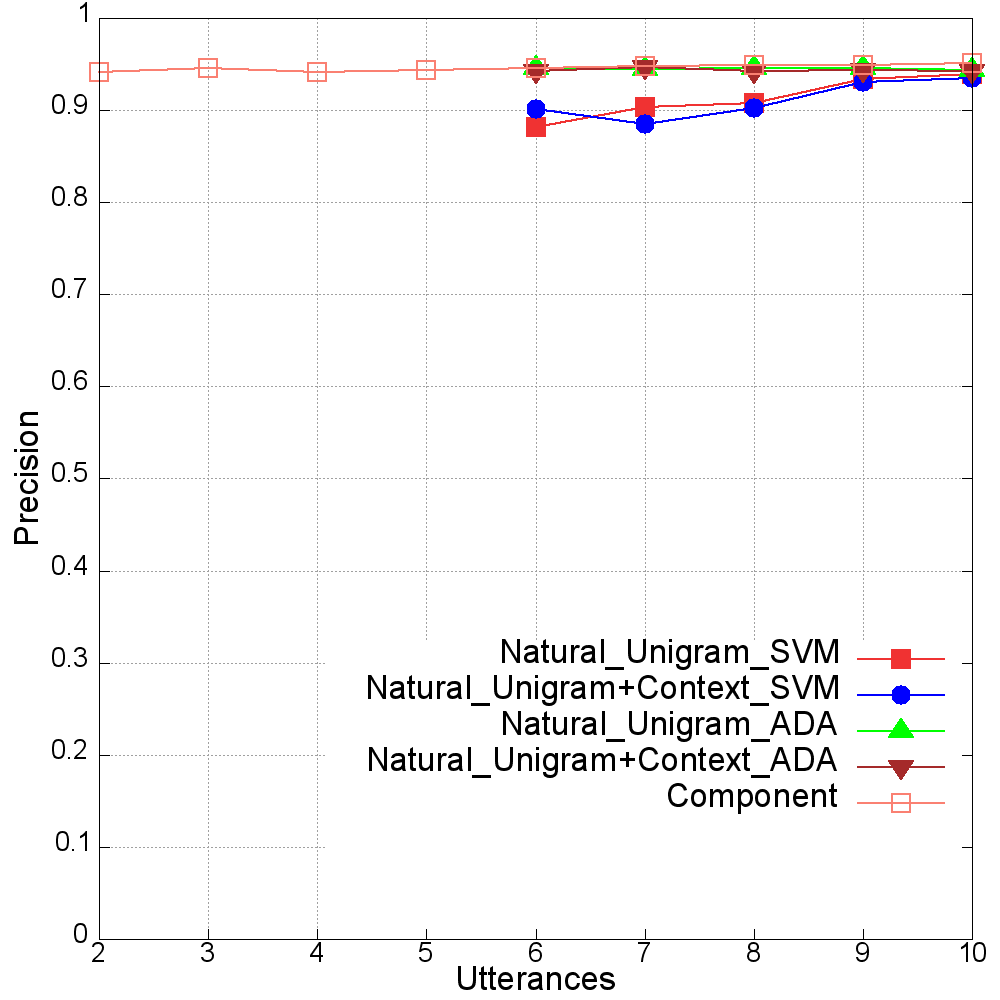 1
0.9
0.8
0.7
0.6
0.5
0.4
0.3
0.2
0.1
0
Precision
Natural_Unigram_SVM
Natural_Unigram+Context_SVM
Natural_Unigram_ADA
Natural_Unigram+Context_ADA
Component
2 3 4 5 6 7 8 9 10
Utterances